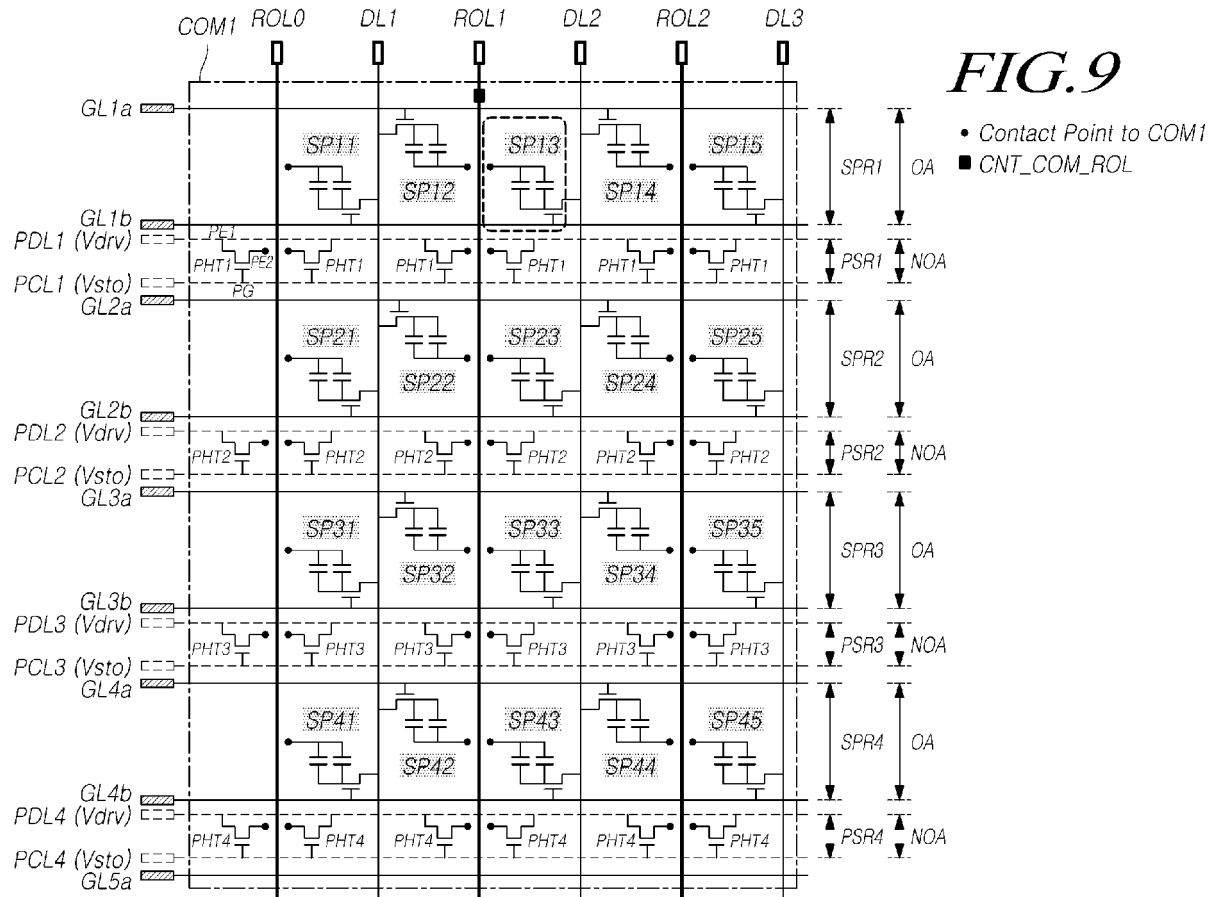 COM1 ROL0 DL1 ROL1 DL2 ROL2 DL3
FIG.9
• Contact Point to COM1
■ CNT_COM_ROL
GL1a
SP11 SP13 SP15
SP12 SP14
SPR1 OA
GL1b
PDL1 (Vdrv)
PE1
PHT1 PE2 PHT1 PHT1 PHT1 PHT1 PHT1
PSR1 NOA
PG
PCL1 (Vsto)
GL2a
SP21 SP23 SP25
SP22 SP24
SPR2 OA
GL2b
PDL2 (Vdrv)
PHT2 PHT2 PHT2 PHT2 PHT2 PHT2
PSR2 NOA
PCL2 (Vsto)
GL3a
SP31 SP33 SP35
SP32 SP34
SPR3 OA
GL3b
PDL3 (Vdrv)
PHT3 PHT3 PHT3 PHT3 PHT3 PHT3
PSR3 NOA
PCL3 (Vsto)
GL4a
SP41 SP43 SP45
SP42 SP44
SPR4 OA
GL4b
PDL4 (Vdrv)
PHT4 PHT4 PHT4 PHT4 PHT4 PHT4
PSR4 NOA
PCL4 (Vsto)
GL5a